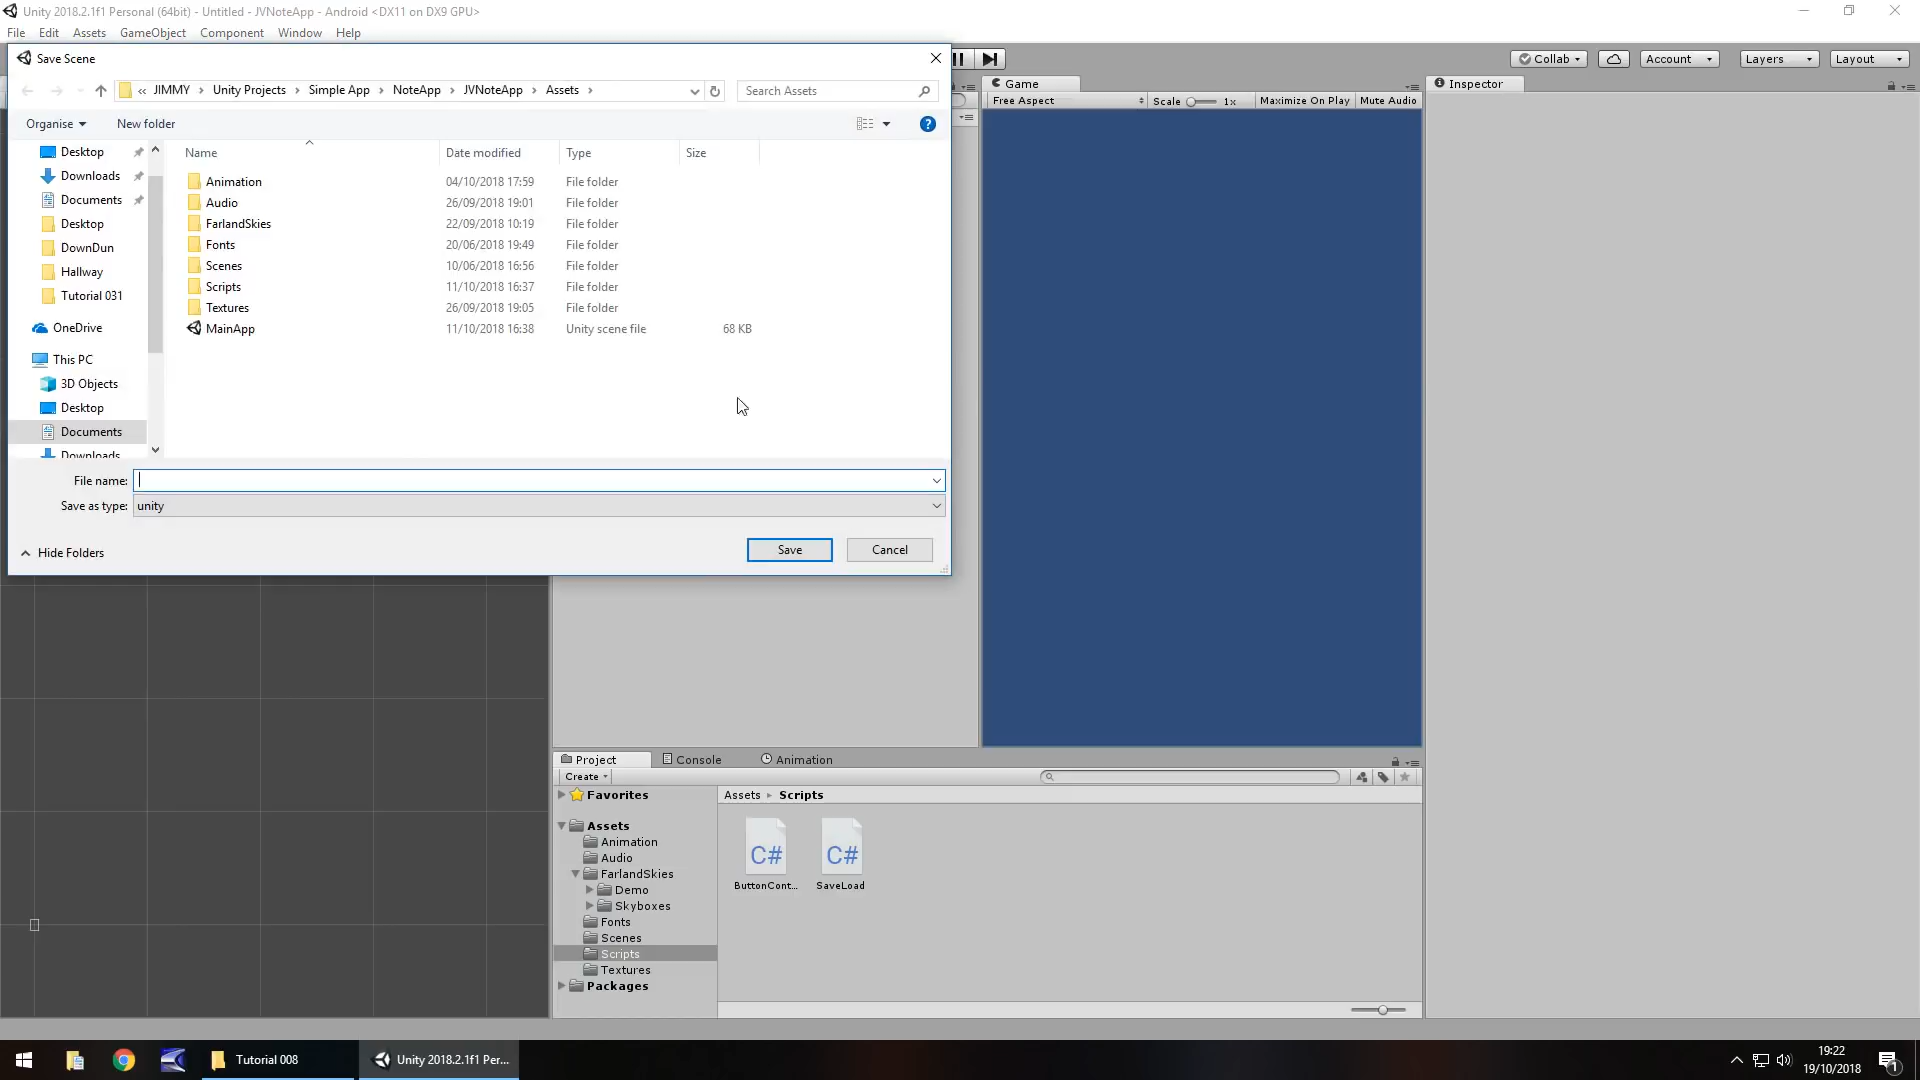 Unity 2018.2.1f1 Personal (64bit) - Untitled - JVNoteApp - Android <DX11 on DX9 GPU>
File Edit Assets GameObject Component Window Help
Save Scene
« JIMMY › Unity Projects › Simple App › NoteApp › JVNoteApp › Assets ›
Search Assets
Organise New folder
Desktop
Downloads
Documents
Desktop
DownDun
Hallway
Tutorial 031
OneDrive
This PC
3D Objects
Desktop
Documents
Downloads
Name Date modified Type Size
Animation 04/10/2018 17:59 File folder
Audio 26/09/2018 19:01 File folder
FarlandSkies 22/09/2018 10:19 File folder
Fonts 20/06/2018 19:49 File folder
Scenes 10/06/2018 16:56 File folder
Scripts 11/10/2018 16:37 File folder
Textures 26/09/2018 19:05 File folder
MainApp 11/10/2018 16:38 Unity scene file 68 KB
File name:
Save as type: unity
Hide Folders
Save Cancel
Collab Account Layers Layout
Game
Free Aspect Scale 1x Maximize On Play Mute Audio
Inspector
Project Console Animation
Create
Favorites
Assets
Animation
Audio
FarlandSkies
Demo
Skyboxes
Fonts
Scenes
Scripts
Textures
Packages
Assets Scripts
C# C#
ButtonCont... SaveLoad
Tutorial 008
Unity 2018.2.1f1 Per...
19:22
19/10/2018
1